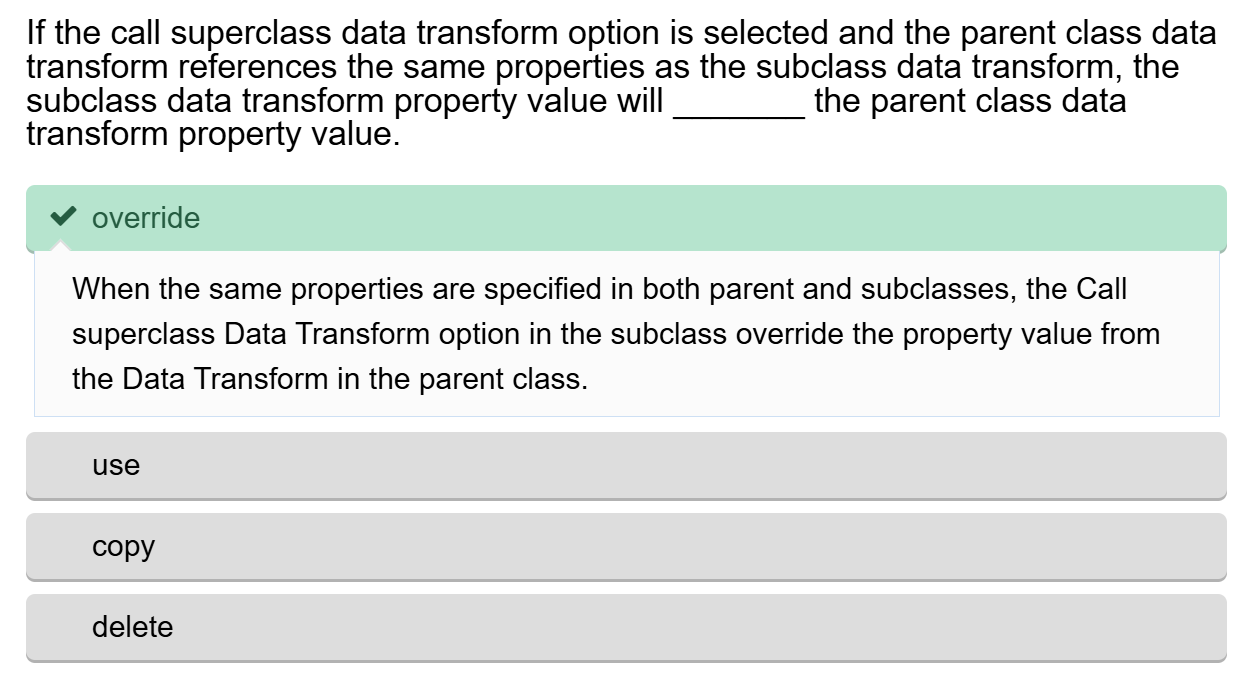 If the call superclass data transform option is selected and the parent class data
transform references the same properties as the subclass data transform, the
subclass data transform property value will _______ the parent class data
transform property value.
override
When the same properties are specified in both parent and subclasses, the Call
superclass Data Transform option in the subclass override the property value from
the Data Transform in the parent class.
use
copy
delete